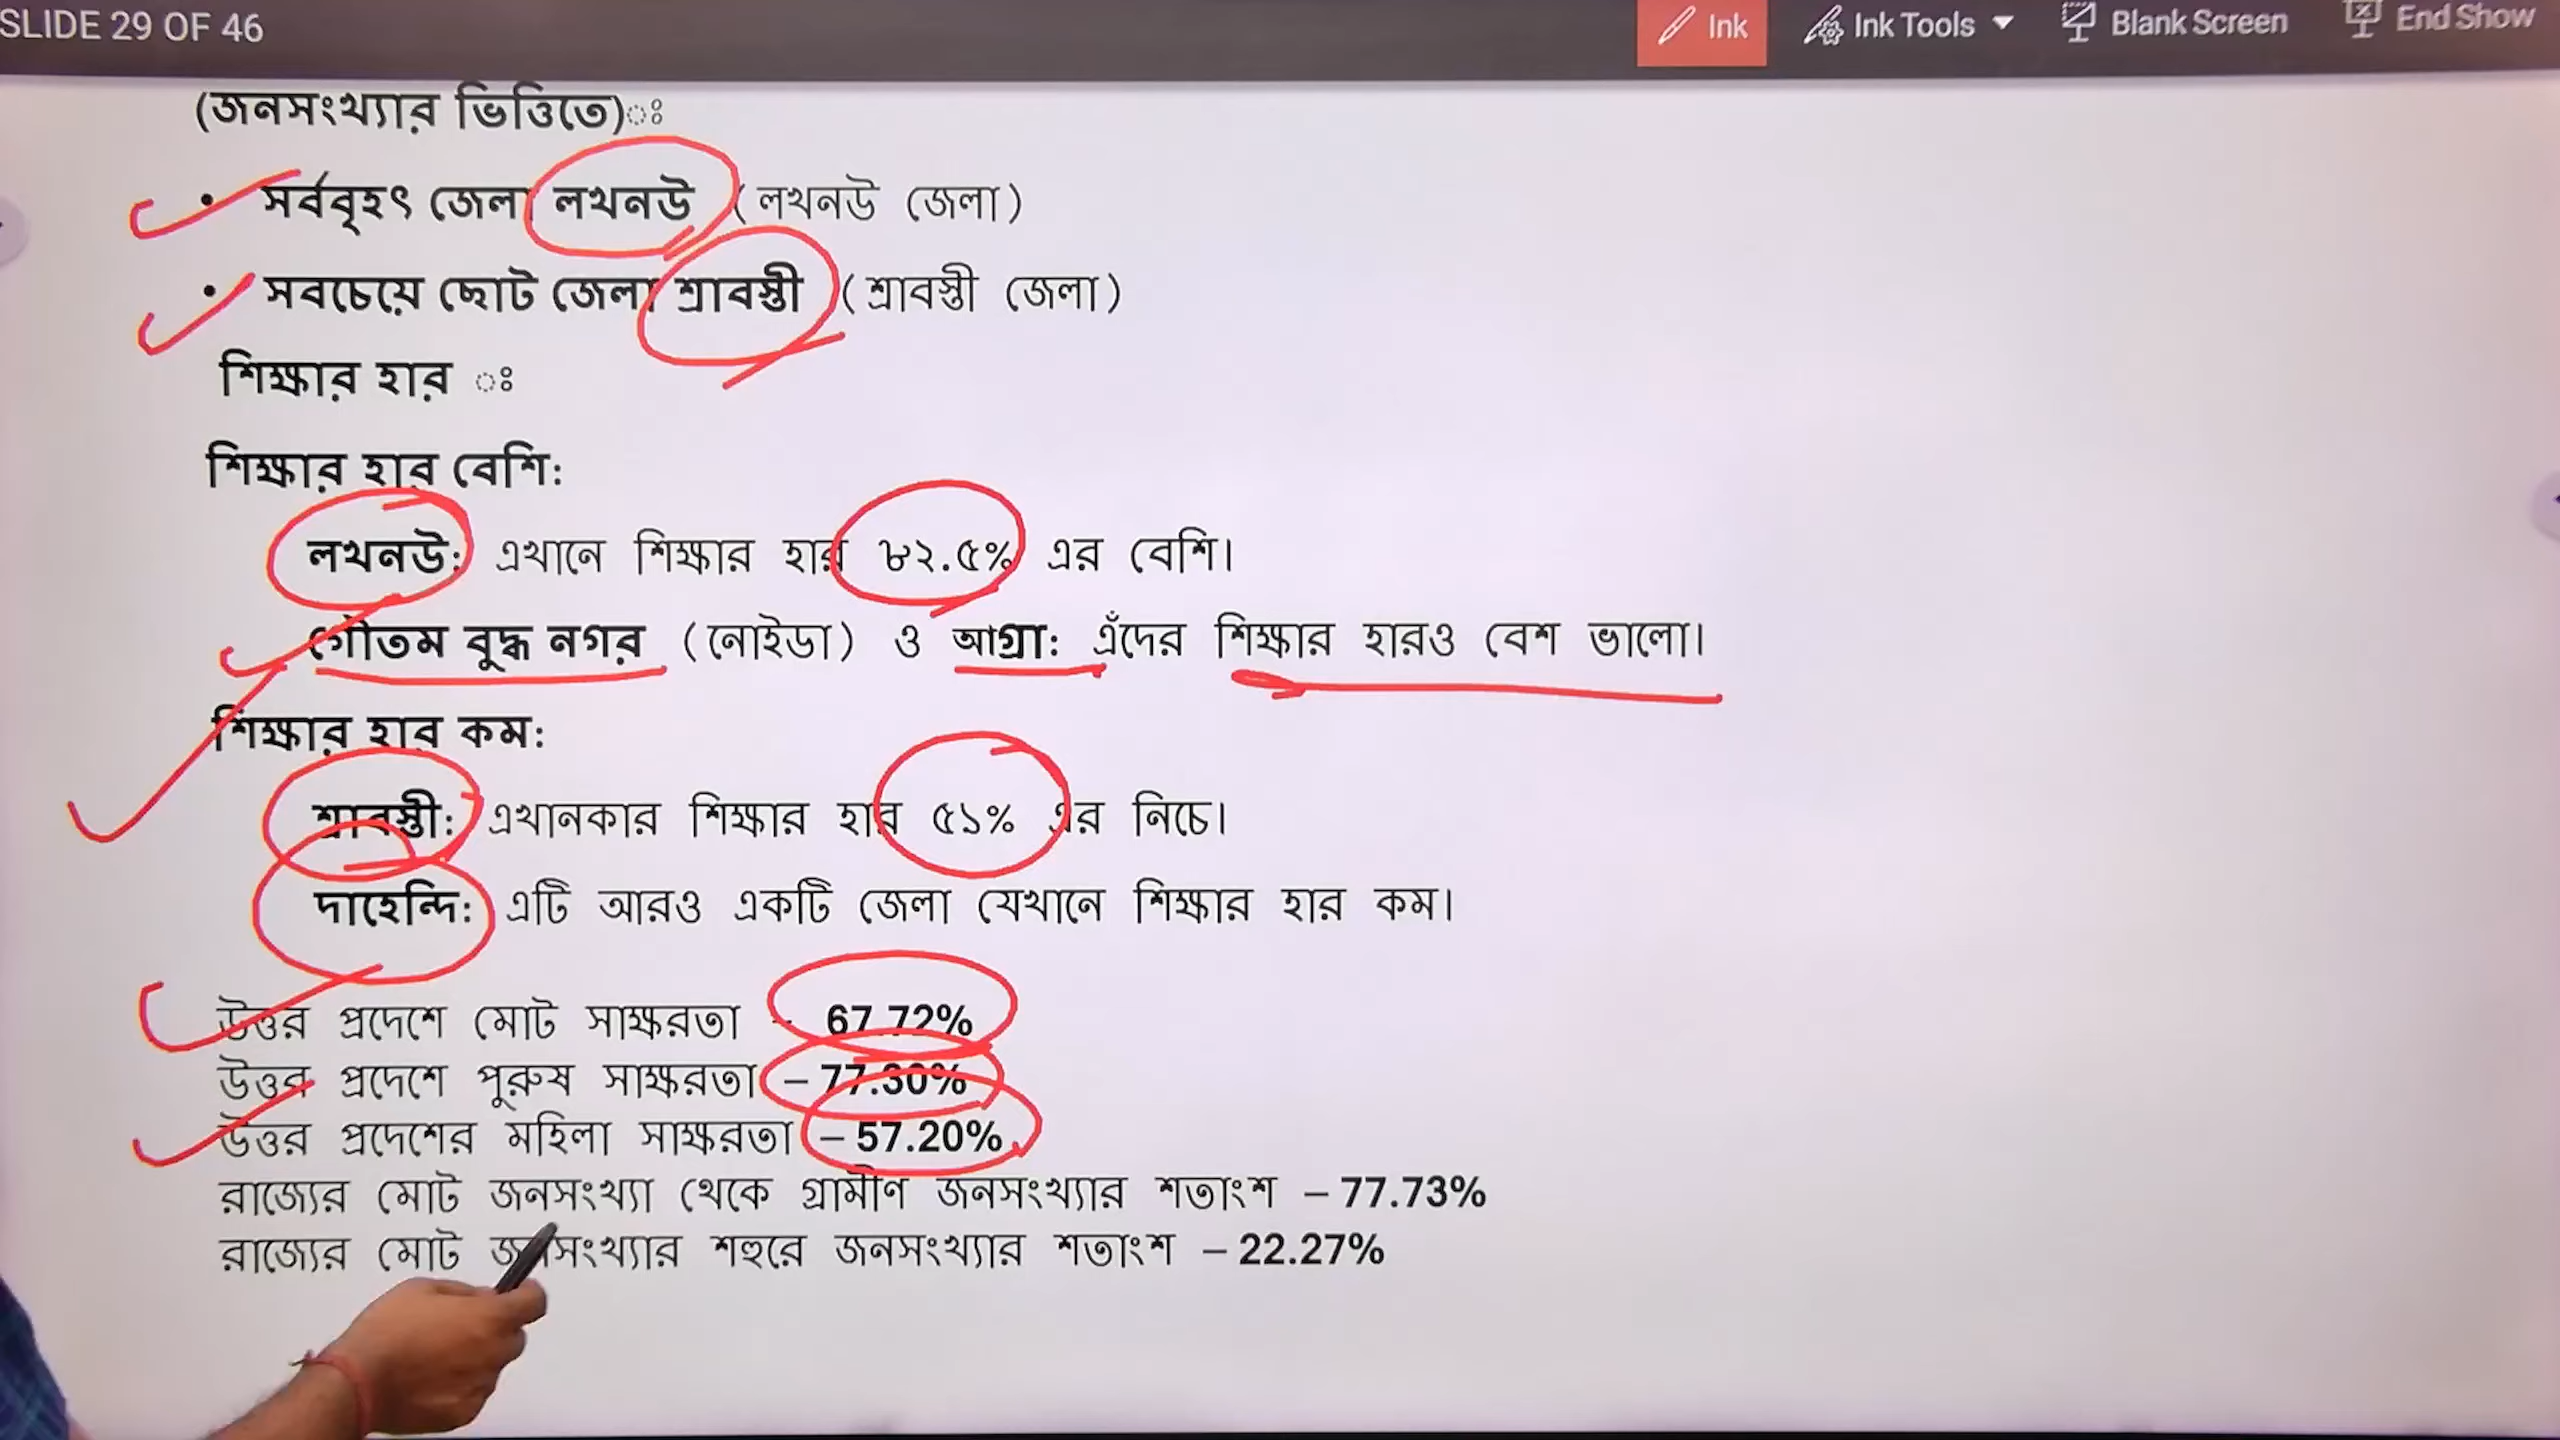 SLIDE 29 OF 46
Ink
Ink Tools
Blank Screen
End Show
(জনসংখ্যার ভিত্তিতে)ঃ
• সর্ববৃহৎ জেলা লখনউ (লখনউ জেলা)
• সবচেয়ে ছোট জেলা শ্রাবস্তী (শ্রাবস্তী জেলা)
শিক্ষার হার ঃ
শিক্ষার হার বেশি:
লখনউ: এখানে শিক্ষার হার ৮২.৫% এর বেশি।
গৌতম বুদ্ধ নগর (নোইডা) ও আগ্রা: এঁদের শিক্ষার হারও বেশ ভালো।
শিক্ষার হার কম:
শ্রাবস্তী: এখানকার শিক্ষার হার ৫১% এর নিচে।
দাহেন্দি: এটি আরও একটি জেলা যেখানে শিক্ষার হার কম।
উত্তর প্রদেশে মোট সাক্ষরতা - 67.72%
উত্তর প্রদেশে পুরুষ সাক্ষরতা – 77.30%
উত্তর প্রদেশের মহিলা সাক্ষরতা – 57.20%
রাজ্যের মোট জনসংখ্যা থেকে গ্রামীণ জনসংখ্যার শতাংশ – 77.73%
রাজ্যের মোট জনসংখ্যার শহুরে জনসংখ্যার শতাংশ – 22.27%